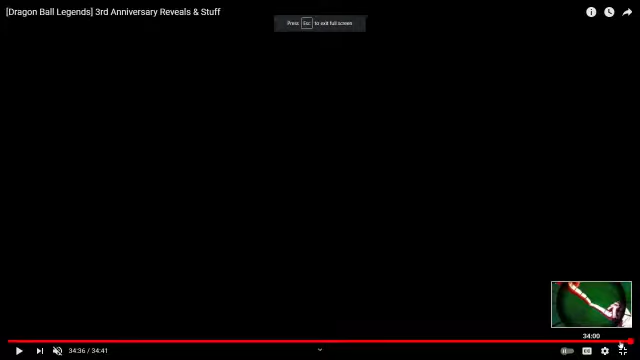 [Dragon Ball Legends] 3rd Anniversary Reveals & Stuff
Press Esc to exit full screen
34:00
34:36 / 34:41